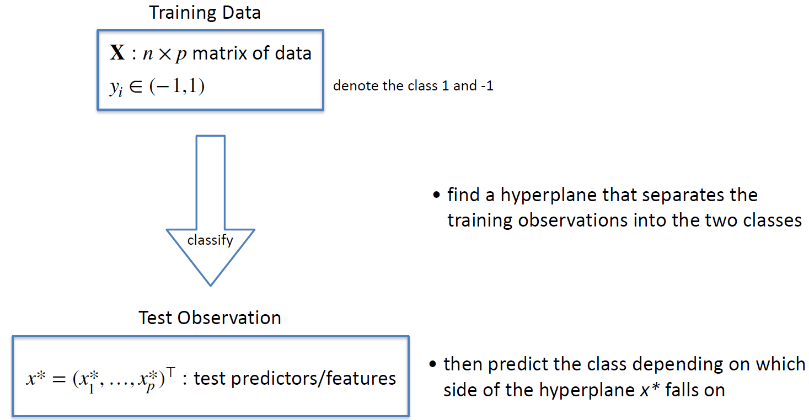 Training Data
X : n × p matrix of data
yᵢ ∈ (−1,1)
denote the class 1 and -1
• find a hyperplane that separates the
training observations into the two classes
classify
Test Observation
x* = (x₁*, …, xₚ*)⊤ : test predictors/features
• then predict the class depending on which
side of the hyperplane x* falls on